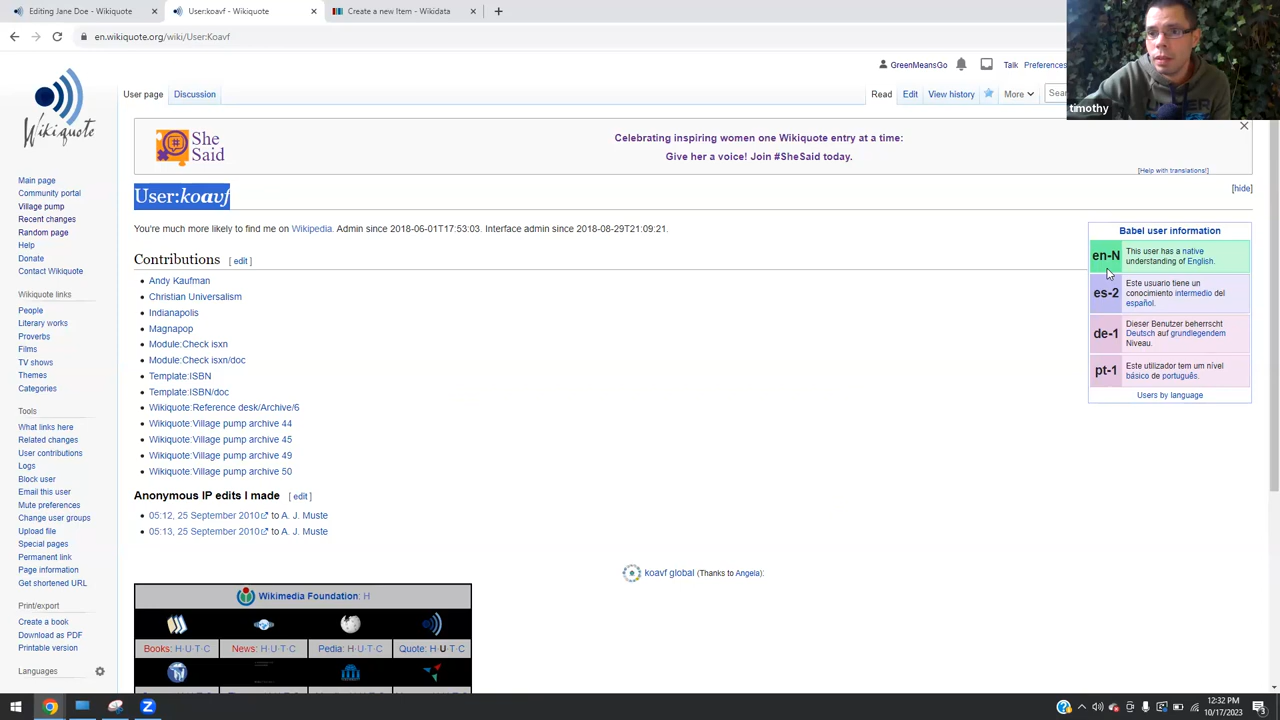 Editing Jane Doe - Wikiquote
User:koavf - Wikiquote
Create a new Item - Wikidata
en.wikiquote.org/wiki/User:Koavf
timothy
GreenMeansGo
Talk
Preferences
Wikiquote
User page
Discussion
Read
Edit
View history
More
She
Said
Celebrating inspiring women one Wikiquote entry at a time:
Give her a voice! Join #SheSaid today.
[Help with translations!]
Main page
Community portal
Village pump
Recent changes
Random page
Help
Donate
Contact Wikiquote
Wikiquote links
People
Literary works
Proverbs
Films
TV shows
Themes
Categories
Tools
What links here
Related changes
User contributions
Logs
Block user
Email this user
Mute preferences
Change user groups
Upload file
Special pages
Permanent link
Page information
Get shortened URL
Print/export
Create a book
Download as PDF
Printable version
Languages
User:koavf
[hide]
You're much more likely to find me on Wikipedia. Admin since 2018-06-01T17:53:03. Interface admin since 2018-08-29T21:09:21.
Contributions [ edit ]
Andy Kaufman
Christian Universalism
Indianapolis
Magnapop
Module:Check isxn
Module:Check isxn/doc
Template:ISBN
Template:ISBN/doc
Wikiquote:Reference desk/Archive/6
Wikiquote:Village pump archive 44
Wikiquote:Village pump archive 45
Wikiquote:Village pump archive 49
Wikiquote:Village pump archive 50
Anonymous IP edits I made [ edit ]
05:12, 25 September 2010 to A. J. Muste
05:13, 25 September 2010 to A. J. Muste
koavf global (Thanks to Angela):
Wikimedia Foundation: H
Books: H·U·T·C
News: H·U·T·C
Pedia: H·U·T·C
Quote: H·U·T·C
Babel user information
en-N
This user has a native
understanding of English.
es-2
Este usuario tiene un
conocimiento intermedio del
español.
de-1
Dieser Benutzer beherrscht
Deutsch auf grundlegendem
Niveau.
pt-1
Este utilizador tem um nível
básico de português.
Users by language
12:32 PM
10/17/2023